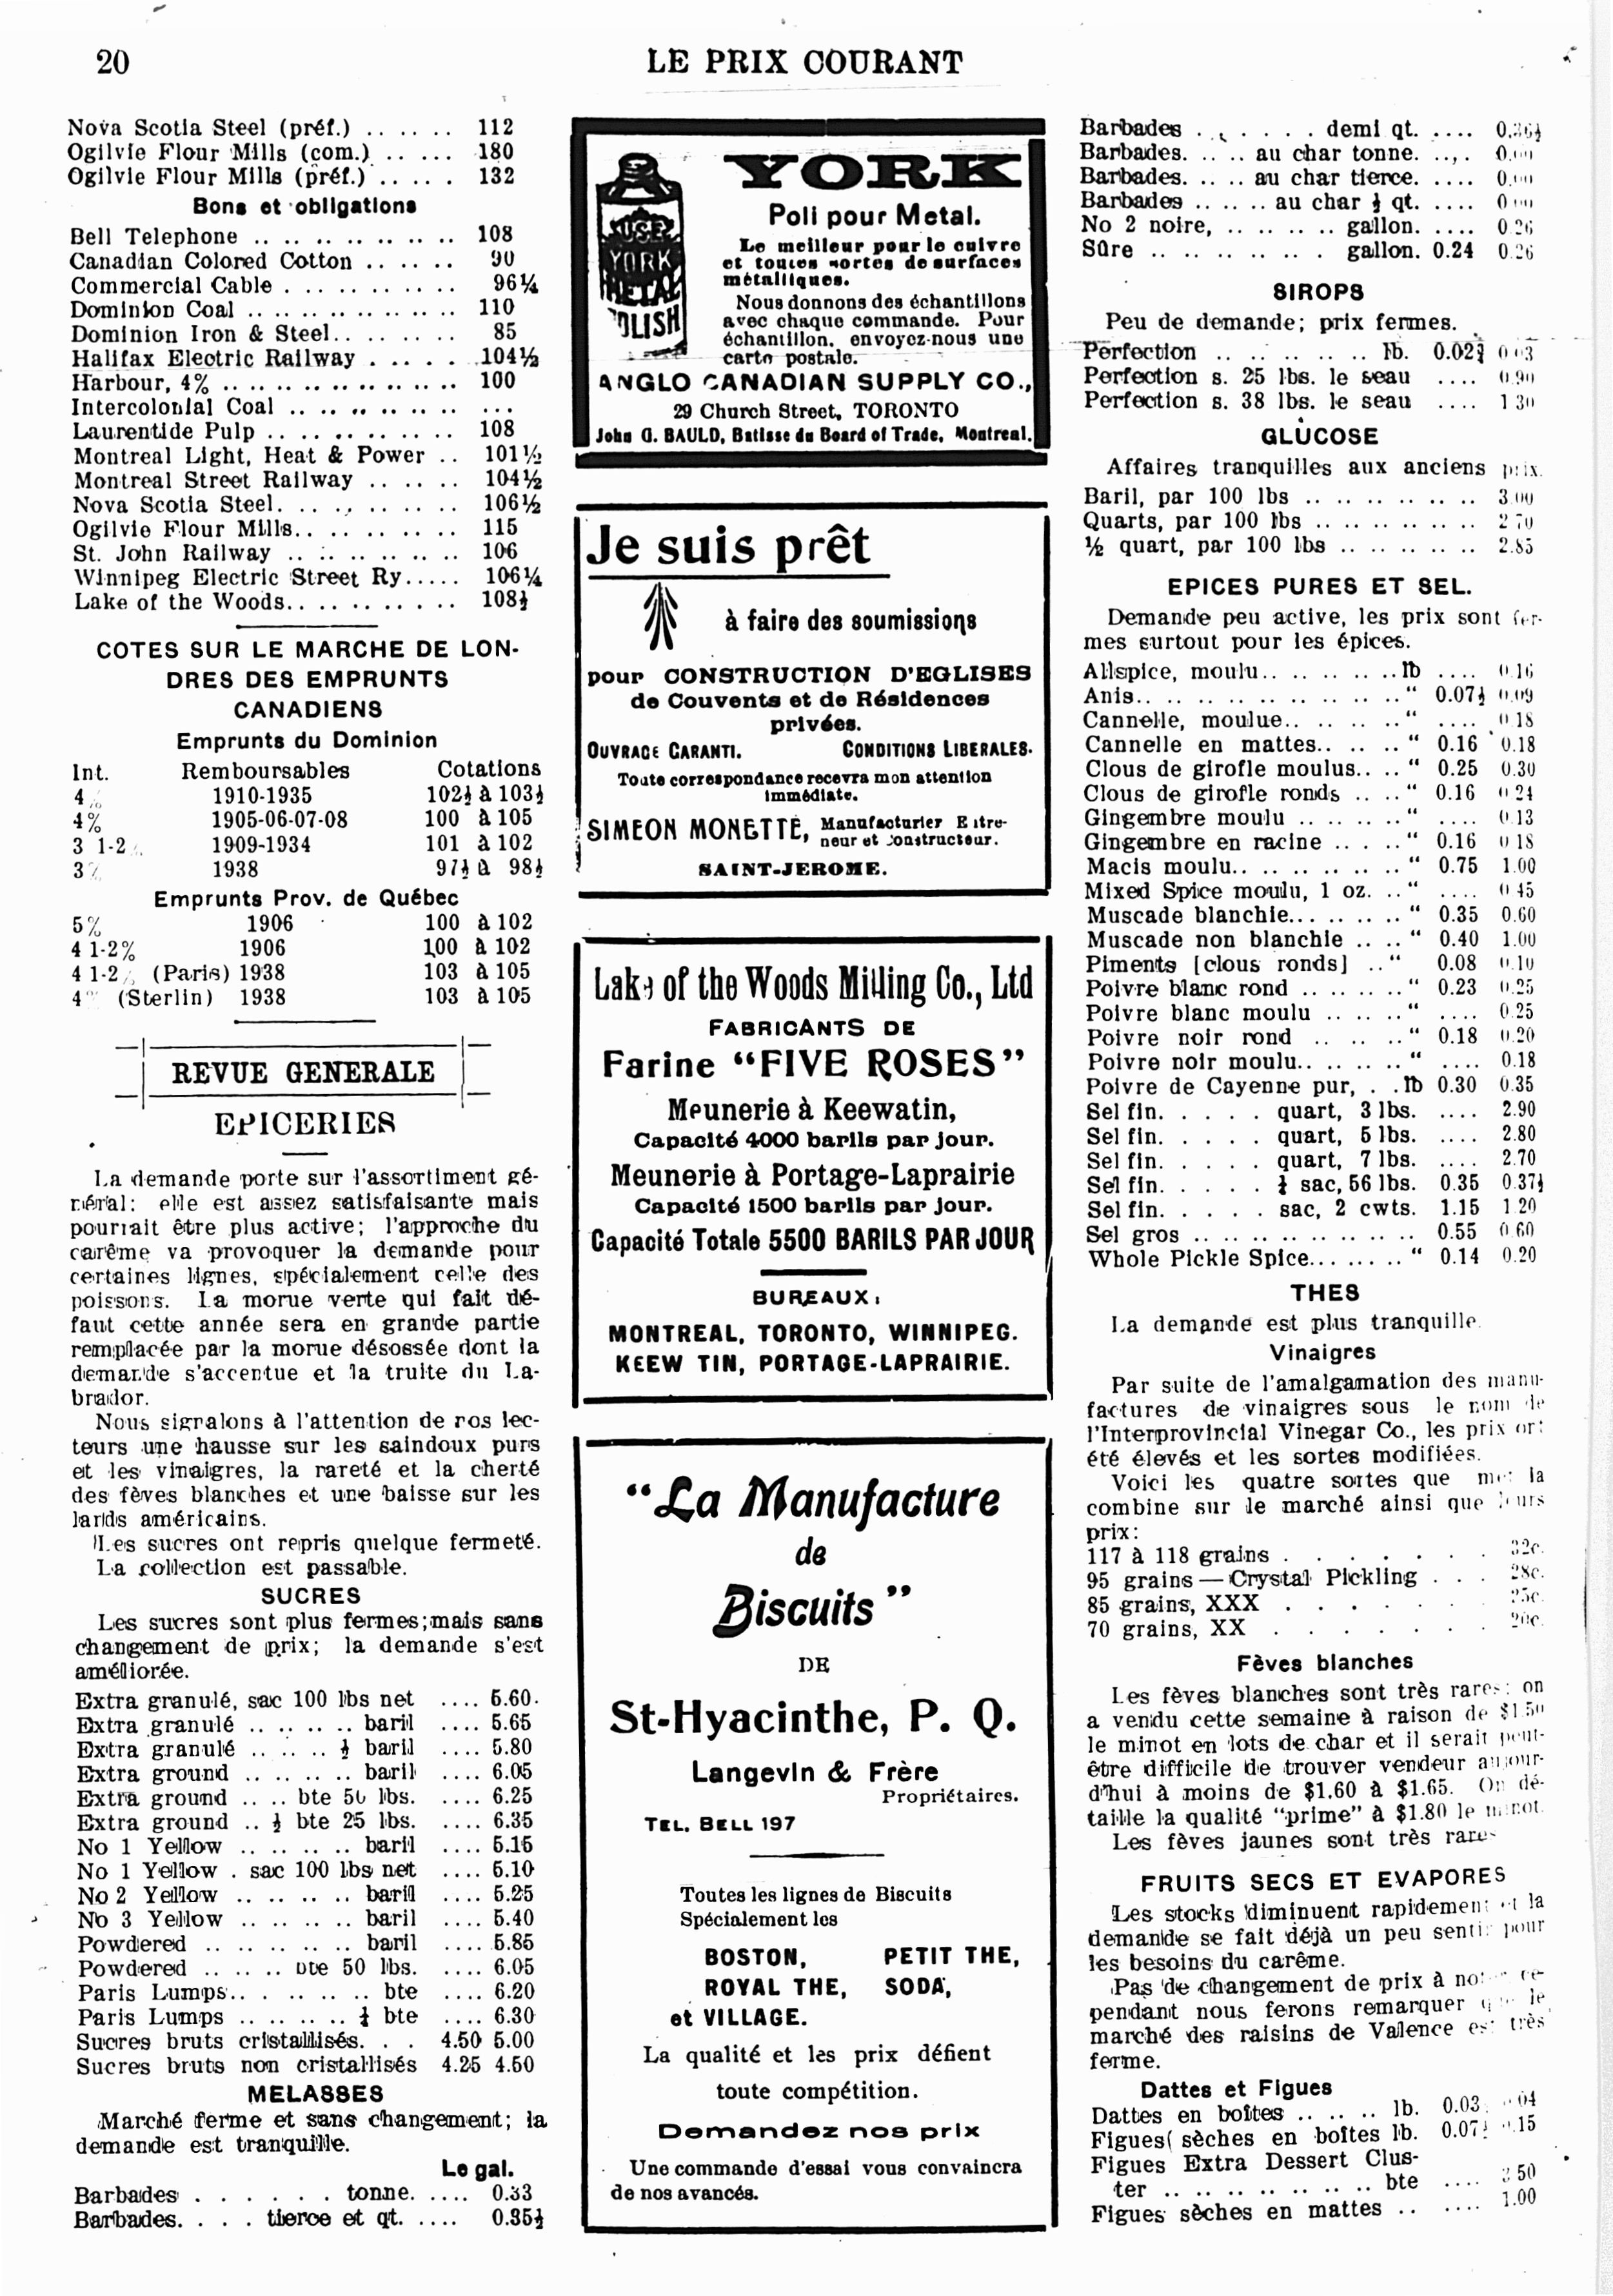 20
LE PRIX COURANT
Nova Scotia Steel (préf.) .. .. .. 112
Ogilvie Flour Mills (com.) .. ... 180
Ogilvie Flour Mills (préf.) .. .. . 132
Bons et obligations
Bell Telephone .. .. .. .. .. .. .. 108
Canadian Colored Cotton .. .. .. 90
Commercial Cable . .. .. .. .. .. 96¼
Dominion Coal .. .. .. .. .. .. .. 110
Dominion Iron & Steel.. .. .. .. 85
Halifax Electric Railway . .. .. . 104½
Harbour, 4% .. .. .. .. .. .. .. .. 100
Intercolonial Coal .. .. .. .. .. .. ...
Laurentide Pulp .. .. .. .. .. .. 108
Montreal Light, Heat & Power .. 101½
Montreal Street Railway .. .. .. 104½
Nova Scotia Steel. .. .. .. .. .. 106½
Ogilvie Flour Mills.. .. .. .. .. 115
St. John Railway .. .. .. .. .. .. 106
Winnipeg Electric Street Ry..... 106¼
Lake of the Woods.. .. .. .. .. . 108½
COTES SUR LE MARCHE DE LON-
DRES DES EMPRUNTS
CANADIENS
Emprunts du Dominion
Int. Remboursables Cotations
4 1910-1935 102½ à 103½
4% 1905-06-07-08 100 à 105
3 1-2 1909-1934 101 à 102
3% 1938 97½ à 98½
Emprunts Prov. de Québec
5% 1906 100 à 102
4 1-2% 1906 100 à 102
4 1-2 (Paris) 1938 103 à 105
4 (Sterlin) 1938 103 à 105
REVUE GENERALE
EPICERIES
La demande porte sur l'assortiment gé-
néral: elle est assez satisfaisante mais
pourrait être plus active; l'approche du
carême va provoquer la demande pour
certaines lignes, spécialement celle des
poissons. La morue verte qui fait dé-
faut cette année sera en grande partie
remplacée par la morue désossée dont la
demande s'accentue et la truite du La-
brador.
Nous signalons à l'attention de nos lec-
teurs une hausse sur les saindoux purs
et les vinaigres, la rareté et la cherté
des fèves blanches et une baisse sur les
lards américains.
Les sucres ont repris quelque fermeté.
La collection est passable.
SUCRES
Les sucres sont plus fermes; mais sans
changement de prix; la demande s'est
améliorée.
Extra granulé, sac 100 lbs net .... 5.60
Extra granulé .. .. .. .. baril .... 5.65
Extra granulé .. .. .. ½ baril .... 5.80
Extra ground .. .. .. .. baril .... 6.05
Extra ground .. .. bte 50 lbs. .... 6.25
Extra ground .. ½ bte 25 lbs. .... 6.35
No 1 Yellow .. .. .. .. baril .... 5.15
No 1 Yellow . sac 100 lbs net .... 5.10
No 2 Yellow .. .. .. .. baril .... 5.25
No 3 Yellow .. .. .. .. baril .... 5.40
Powdered .. .. .. .. .. baril .... 5.85
Powdered .. .. .. bte 50 lbs. .... 6.05
Paris Lumps.. . .. .. .. bte .... 6.20
Paris Lumps .. .. .. .. ½ bte .... 6.30
Sucres bruts cristallisés. . . 4.50 5.00
Sucres bruts non cristallisés 4.25 4.50
MELASSES
Marché ferme et sans changement; la
demande est tranquille.
Le gal.
Barbades . . . . . . tonne. .... 0.33
Barbades. . . . tierce et qt. .... 0.35½
YORK
Poli pour Metal.
Le meilleur pour le cuivre
et toutes sortes de surfaces
métalliques.
Nous donnons des échantillons
avec chaque commande. Pour
échantillon, envoyez-nous une
carte postale.
USE
YORK
METAL
POLISH
ANGLO CANADIAN SUPPLY CO.,
29 Church Street, TORONTO
John G. BAULD, Batisse du Board of Trade, Montreal.
Je suis prêt
à faire des soumissions
pour CONSTRUCTION D'EGLISES
de Couvents et de Résidences
privées.
OUVRAGE GARANTI. CONDITIONS LIBERALES.
Toute correspondance recevra mon attention
immédiate.
SIMEON MONETTE, Manufacturier Entre-
neur et Constructeur.
SAINT-JEROME.
Lake of the Woods Milling Co., Ltd
FABRICANTS DE
Farine "FIVE ROSES"
Meunerie à Keewatin,
Capacité 4000 barils par jour.
Meunerie à Portage-Laprairie
Capacité 1500 barils par jour.
Capacité Totale 5500 BARILS PAR JOUR
BUREAUX:
MONTREAL, TORONTO, WINNIPEG.
KEEW TIN, PORTAGE-LAPRAIRIE.
"La Manufacture
de
Biscuits"
DE
St-Hyacinthe, P. Q.
Langevin & Frère
Propriétaires.
TEL. BELL 197
Toutes les lignes de Biscuits
Spécialement les
BOSTON, PETIT THE,
ROYAL THE, SODA,
et VILLAGE.
La qualité et les prix défient
toute compétition.
Demandez nos prix
Une commande d'essai vous convaincra
de nos avancés.
Barbades . . . . . . demi qt. .... 0.36½
Barbades. .. .. au char tonne. .... 0.00
Barbades. .. .. au char tierce. .... 0.00
Barbades .. .. .. au char ½ qt. .... 0 00
No 2 noire, .. .. .. .. gallon. .... 0 26
Sûre .. .. .. .. .. . gallon. 0.24 0.26
SIROPS
Peu de demande; prix fermes.
Perfection .. .. .. .. .. lb. 0.02¾ 0 03
Perfection s. 25 lbs. le seau .... 0.90
Perfection s. 38 lbs. le seau .... 1 30
GLUCOSE
Affaires tranquilles aux anciens prix.
Baril, par 100 lbs .. .. .. .. .. 3 00
Quarts, par 100 lbs .. .. .. .. .. 2 70
½ quart, par 100 lbs .. .. .. .. 2.85
EPICES PURES ET SEL.
Demande peu active, les prix sont fer-
mes surtout pour les épices.
Allspice, moulu.. .. .. .. ..lb .... 0.16
Anis.. .. .. .. .. .. .. .. .." 0.07½ 0.09
Cannelle, moulue.. .. .. .. .." .... 0 18
Cannelle en mattes.. .. .. .." 0.16 0.18
Clous de girofle moulus.. .. " 0.25 0.30
Clous de girofle ronds .. .. " 0.16 0 24
Gingembre moulu .. .. .. .. " .... 0.13
Gingembre en racine .. .. .. " 0.16 0 18
Macis moulu.. .. .. .. .. .. " 0.75 1.00
Mixed Spice moulu, 1 oz. .. " .... 0 45
Muscade blanchie... .. .. .. " 0.35 0.60
Muscade non blanchie .. .. " 0.40 1.00
Piments [clous ronds] .. " 0.08 0.10
Poivre blanc rond .. .. .. .. " 0.23 0.25
Poivre blanc moulu .. .. .. " .... 0.25
Poivre noir rond .. .. .. .. " 0.18 0.20
Poivre noir moulu.. .. .. .. " .... 0.18
Poivre de Cayenne pur, . .lb 0.30 0.35
Sel fin. . . . . quart, 3 lbs. .... 2.90
Sel fin. . . . . quart, 5 lbs. .... 2.80
Sel fin. . . . . quart, 7 lbs. .... 2.70
Sel fin. . . . . ¼ sac, 56 lbs. 0.35 0.37½
Sel fin. . . . . sac, 2 cwts. 1.15 1.20
Sel gros .. .. .. .. .. .. .. 0.55 0.60
Whole Pickle Spice... .. .. .. " 0.14 0.20
THES
La demande est plus tranquille.
Vinaigres
Par suite de l'amalgamation des manu-
factures de vinaigres sous le nom de
l'Interprovincial Vinegar Co., les prix ont
été élevés et les sortes modifiées.
Voici les quatre sortes que met la
combine sur le marché ainsi que leurs
prix:
117 à 118 grains . . . . . . . 32c.
95 grains — Crystal Pickling . . . 28c.
85 grains, XXX . . . . . . 25c.
70 grains, XX . . . . . . . 20c.
Fèves blanches
Les fèves blanches sont très rares: on
a vendu cette semaine à raison de $1.50
le minot en lots de char et il serait peut-
être difficile de trouver vendeur aujour-
d'hui à moins de $1.60 à $1.65. On dé-
taille la qualité "prime" à $1.80 le minot.
Les fèves jaunes sont très rares
FRUITS SECS ET EVAPORES
Les stocks diminuent rapidement et la
demande se fait déjà un peu sentir pour
les besoins du carême.
Pas de changement de prix à noter ce-
pendant nous ferons remarquer que le
marché des raisins de Valence est très
ferme.
Dattes et Figues
Dattes en boîtes .. .. .. .. lb. 0.03 04
Figues( sèches en boîtes lb. 0.07½ 0.15
Figues Extra Dessert Clus-
ter .. .. .. .. .. .. .. bte .... 50
Figues sèches en mattes .. .... 1.00